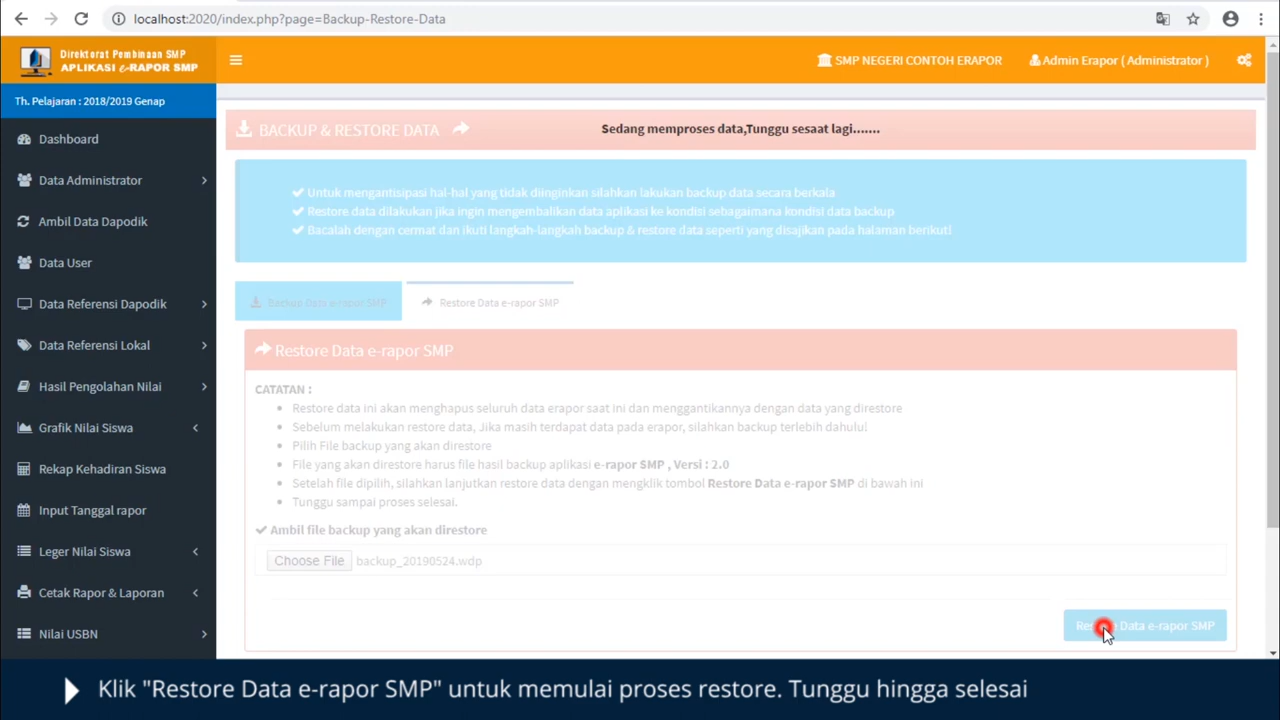 localhost:2020/index.php?page=Backup-Restore-Data
Direktorat Pembinaan SMP
APLIKASI e-RAPOR SMP
SMP NEGERI CONTOH ERAPOR
Admin Erapor ( Administrator )
Th. Pelajaran : 2018/2019 Genap
Dashboard
Data Administrator
Ambil Data Dapodik
Data User
Data Referensi Dapodik
Data Referensi Lokal
Hasil Pengolahan Nilai
Grafik Nilai Siswa
Rekap Kehadiran Siswa
Input Tanggal rapor
Leger Nilai Siswa
Cetak Rapor & Laporan
Nilai USBN
BACKUP & RESTORE DATA
Sedang memproses data,Tunggu sesaat lagi.......
Untuk mengantisipasi hal-hal yang tidak diinginkan silahkan lakukan backup data secara berkala
Restore data dilakukan jika ingin mengembalikan data aplikasi ke kondisi sebagaimana kondisi data backup
Bacalah dengan cermat dan ikuti langkah-langkah backup & restore data seperti yang disajikan pada halaman berikut!
Backup Data e-rapor SMP
Restore Data e-rapor SMP
Restore Data e-rapor SMP
CATATAN :
Restore data ini akan menghapus seluruh data erapor saat ini dan menggantikannya dengan data yang direstore
Sebelum melakukan restore data, Jika masih terdapat data pada erapor, silahkan backup terlebih dahulu!
Pilih File backup yang akan direstore
File yang akan direstore harus file hasil backup aplikasi e-rapor SMP , Versi : 2.0
Setelah file dipilih, silahkan lanjutkan restore data dengan mengklik tombol Restore Data e-rapor SMP di bawah ini
Tunggu sampai proses selesai.
Ambil file backup yang akan direstore
Choose File backup_20190524.wdp
Restore Data e-rapor SMP
Klik "Restore Data e-rapor SMP" untuk memulai proses restore. Tunggu hingga selesai